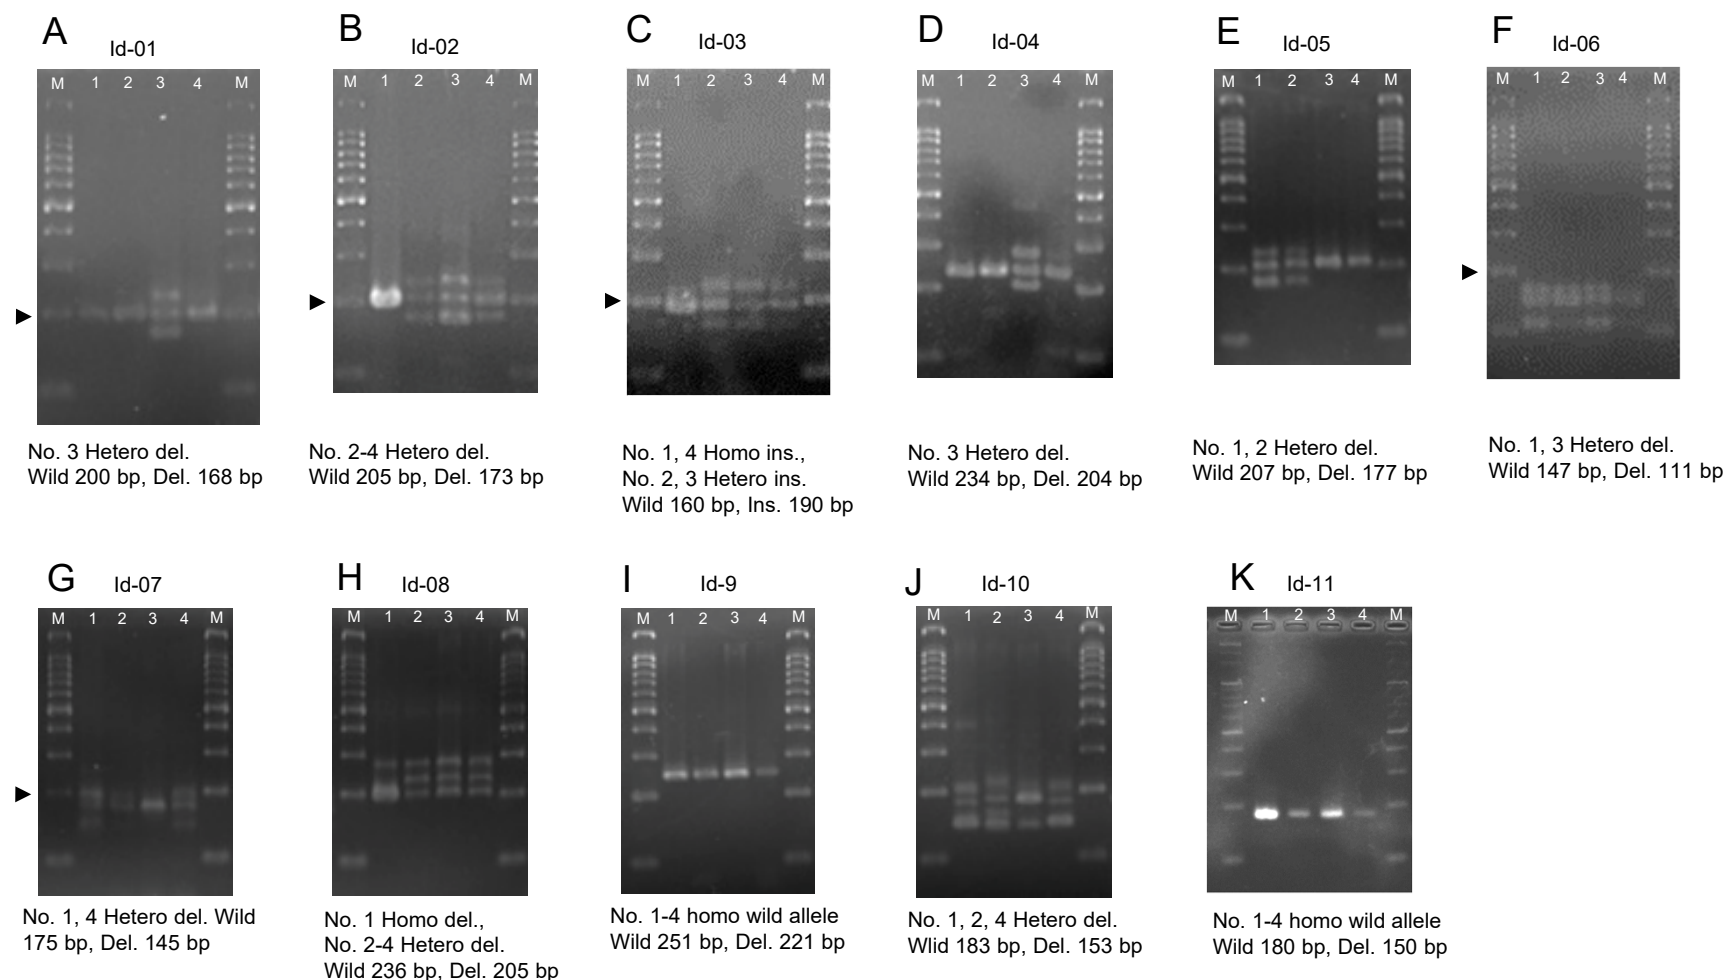 A
Id-01
M 1 2 3 4 M
No. 3 Hetero del.
Wild 200 bp, Del. 168 bp
B
Id-02
M 1 2 3 4 M
No. 2-4 Hetero del.
Wild 205 bp, Del. 173 bp
C
Id-03
M 1 2 3 4 M
No. 1, 4 Homo ins.,
No. 2, 3 Hetero ins.
Wild 160 bp, Ins. 190 bp
D
Id-04
M 1 2 3 4 M
No. 3 Hetero del.
Wild 234 bp, Del. 204 bp
E
Id-05
M 1 2 3 4 M
No. 1, 2 Hetero del.
Wild 207 bp, Del. 177 bp
F
Id-06
M 1 2 3 4 M
No. 1, 3 Hetero del.
Wild 147 bp, Del. 111 bp
G
Id-07
M 1 2 3 4 M
No. 1, 4 Hetero del. Wild
175 bp, Del. 145 bp
H
Id-08
M 1 2 3 4 M
No. 1 Homo del.,
No. 2-4 Hetero del.
Wild 236 bp, Del. 205 bp
I
Id-9
M 1 2 3 4 M
No. 1-4 homo wild allele
Wild 251 bp, Del. 221 bp
J
Id-10
M 1 2 3 4 M
No. 1, 2, 4 Hetero del.
Wlid 183 bp, Del. 153 bp
K
Id-11
M 1 2 3 4 M
No. 1-4 homo wild allele
Wild 180 bp, Del. 150 bp